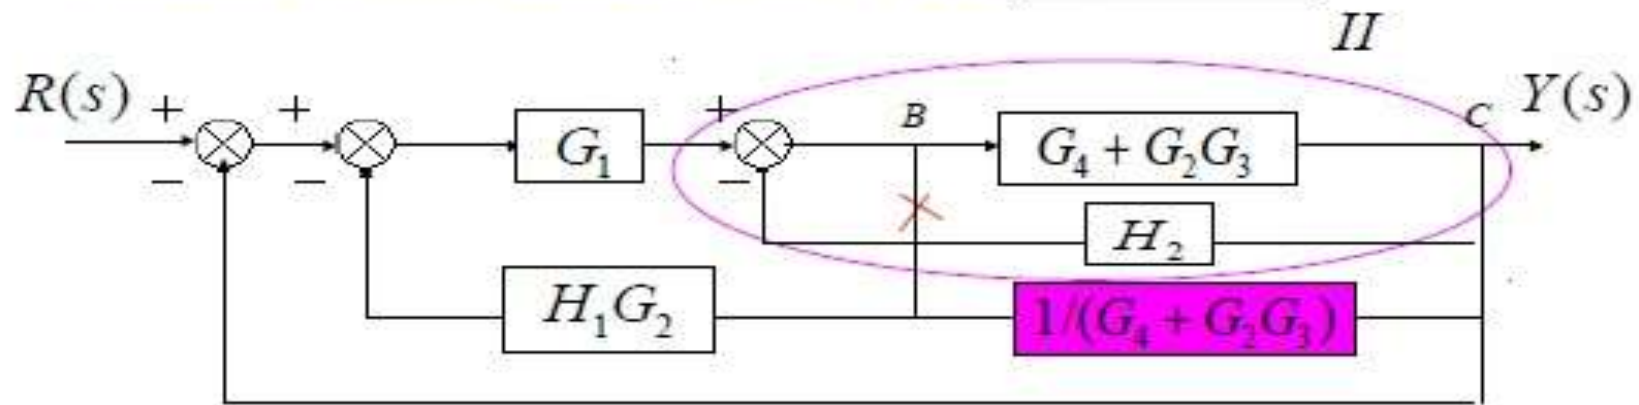 II
R(s) + + + B C Y(s)
G₁ G₄ + G₂G₃
− − −
H₂
H₁G₂ 1/(G₄ + G₂G₃)